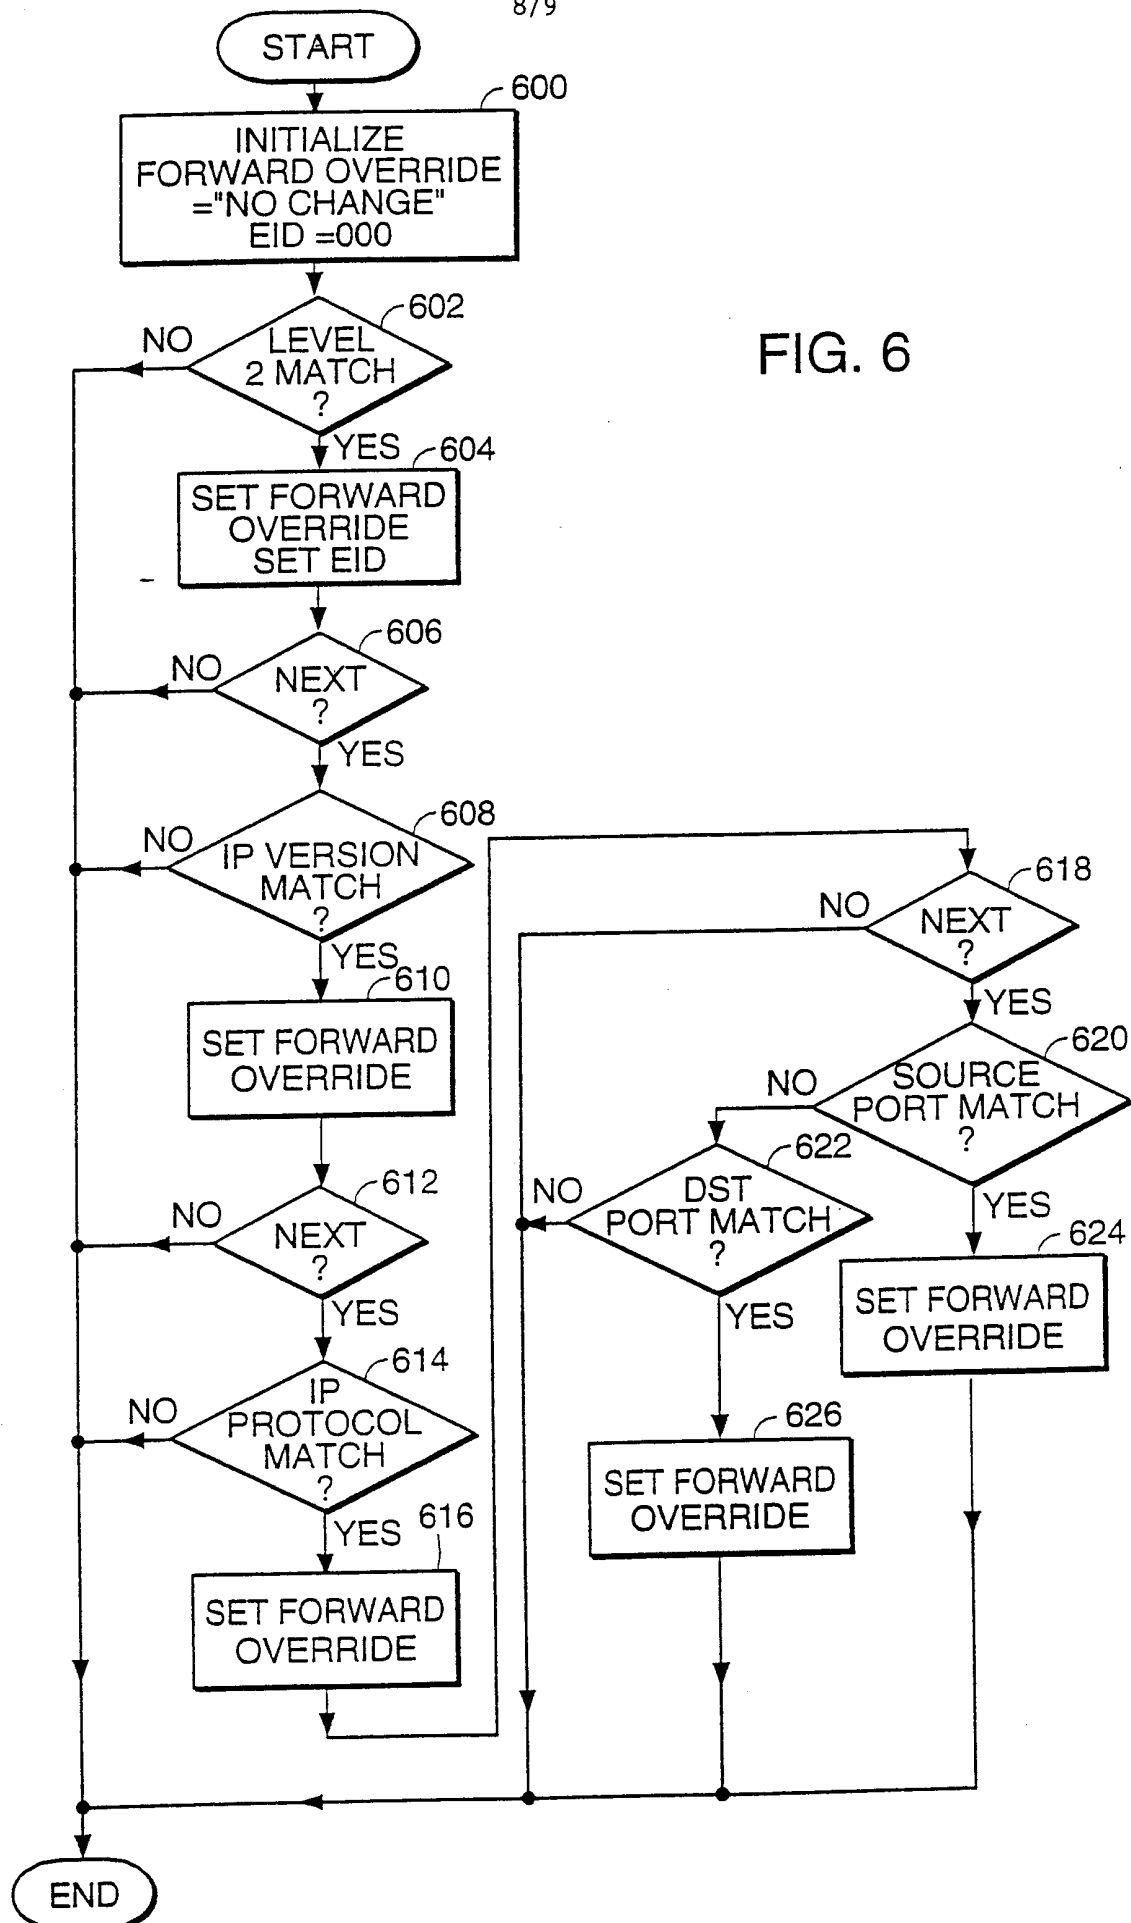 8/9
START
600
INITIALIZE
FORWARD OVERRIDE
="NO CHANGE"
EID =000
602
NO
LEVEL
2 MATCH
?
FIG. 6
YES
604
SET FORWARD
OVERRIDE
SET EID
606
NO
NEXT
?
YES
608
NO
IP VERSION
MATCH
?
YES
610
SET FORWARD
OVERRIDE
612
NO
NEXT
?
YES
614
NO
IP
PROTOCOL
MATCH
?
YES
616
SET FORWARD
OVERRIDE
618
NO
NEXT
?
YES
620
NO
SOURCE
PORT MATCH
?
622
NO
DST
PORT MATCH
?
YES
YES
624
SET FORWARD
OVERRIDE
626
SET FORWARD
OVERRIDE
END